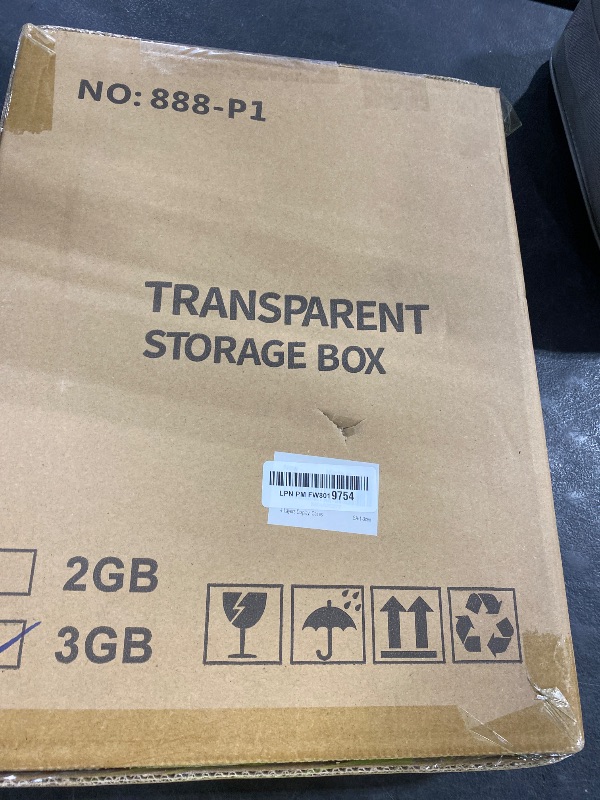 NO: 888-P1
TRANSPARENT
STORAGE BOX
LPN PM FW8019754
2GB
3GB